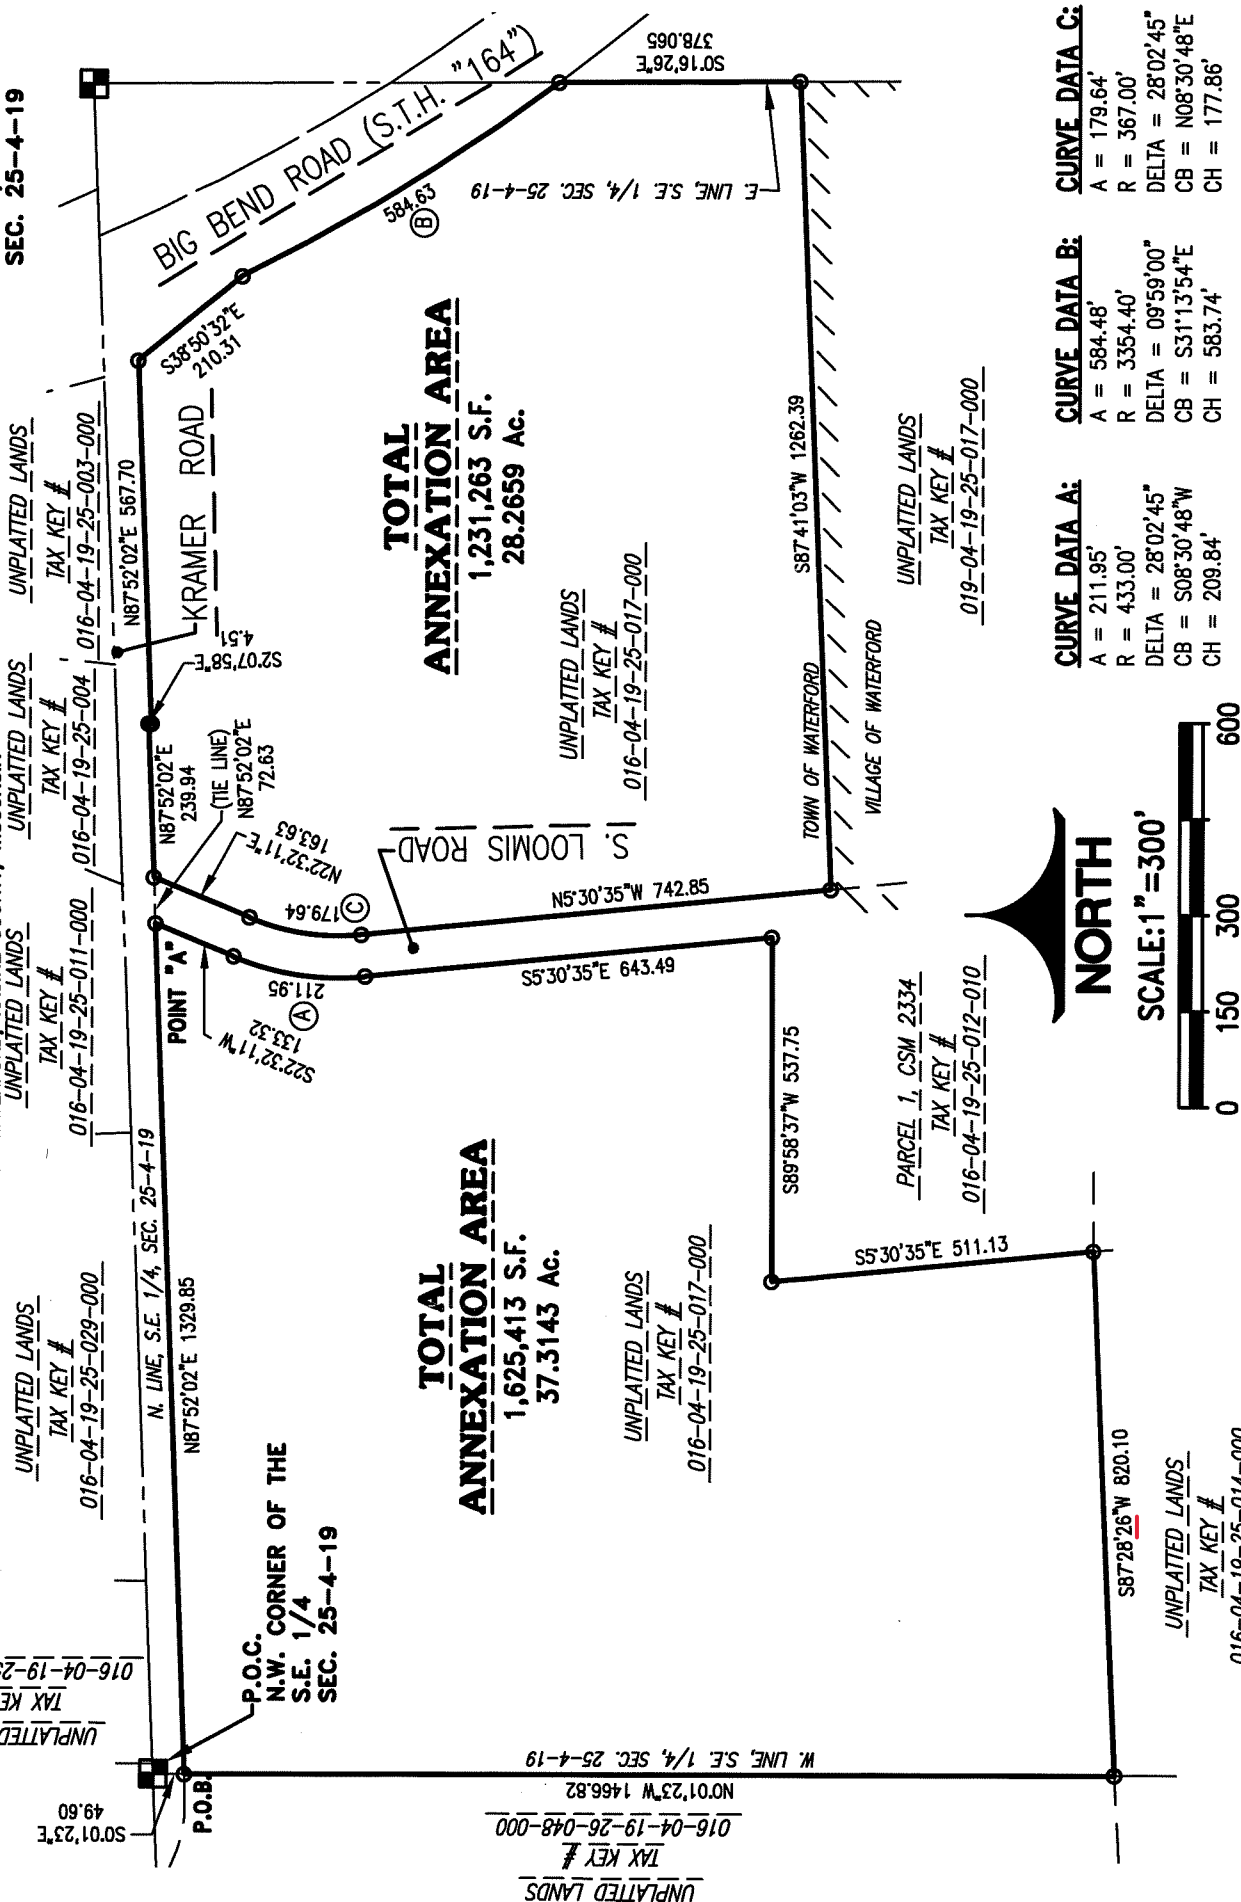 SEC. 25-4-19
UNPLATTED LANDS
TAX KEY #
016-04-19-25-029-000
UNPLATTED LANDS
TAX KEY #
016-04-19-25-011-000
UNPLATTED LANDS
TAX KEY #
016-04-19-25-004
UNPLATTED LANDS
TAX KEY #
016-04-19-25-003-000
UNPLATTED
TAX KE
016-04-19-2
S0°01'23"E
49.60
P.O.B.
P.O.C.
N.W. CORNER OF THE
S.E. 1/4
SEC. 25-4-19
N. LINE, S.E. 1/4, SEC. 25-4-19
N87°52'02"E 1329.85
POINT "A"
(TIE LINE)
N87°52'02"E
72.63
N87°52'02"E
239.94
S2°07'58"E
4.51
N87°52'02"E 567.70
KRAMER ROAD
S38°50'32"E
210.31
BIG BEND ROAD (S.T.H. "164")
584.63
B
S0°16'26"E
378.065
E. LINE, S.E. 1/4, SEC. 25-4-19
TOTAL
ANNEXATION AREA
1,231,263 S.F.
28.2659 Ac.
UNPLATTED LANDS
TAX KEY #
016-04-19-25-017-000
S87°41'03"W 1262.39
TOWN OF WATERFORD
VILLAGE OF WATERFORD
UNPLATTED LANDS
TAX KEY #
019-04-19-25-017-000
N22°32'11"E
163.63
179.64
C
S. LOOMIS ROAD
N5°30'35"W 742.85
S22°32'11"W
133.32
211.95
A
S5°30'35"E 643.49
TOTAL
ANNEXATION AREA
1,625,413 S.F.
37.3143 Ac.
UNPLATTED LANDS
TAX KEY #
016-04-19-25-017-000
S89°58'37"W 537.75
PARCEL 1, CSM 2334
TAX KEY #
016-04-19-25-012-010
S5°30'35"E 511.13
S87°28'26"W 820.10
UNPLATTED LANDS
TAX KEY #
016-04-19-25-014-000
W. LINE, S.E. 1/4, SEC. 25-4-19
N0°01'23"W 1466.82
016-04-19-26-048-000
TAX KEY #
UNPLATTED LANDS
NORTH
SCALE:1"=300'
0 150 300 600
CURVE DATA A:
A = 211.95'
R = 433.00'
DELTA = 28°02'45"
CB = S08°30'48"W
CH = 209.84'
CURVE DATA B:
A = 584.48'
R = 3354.40'
DELTA = 09°59'00"
CB = S31°13'54"E
CH = 583.74'
CURVE DATA C:
A = 179.64'
R = 367.00'
DELTA = 28°02'45"
CB = N08°30'48"E
CH = 177.86'